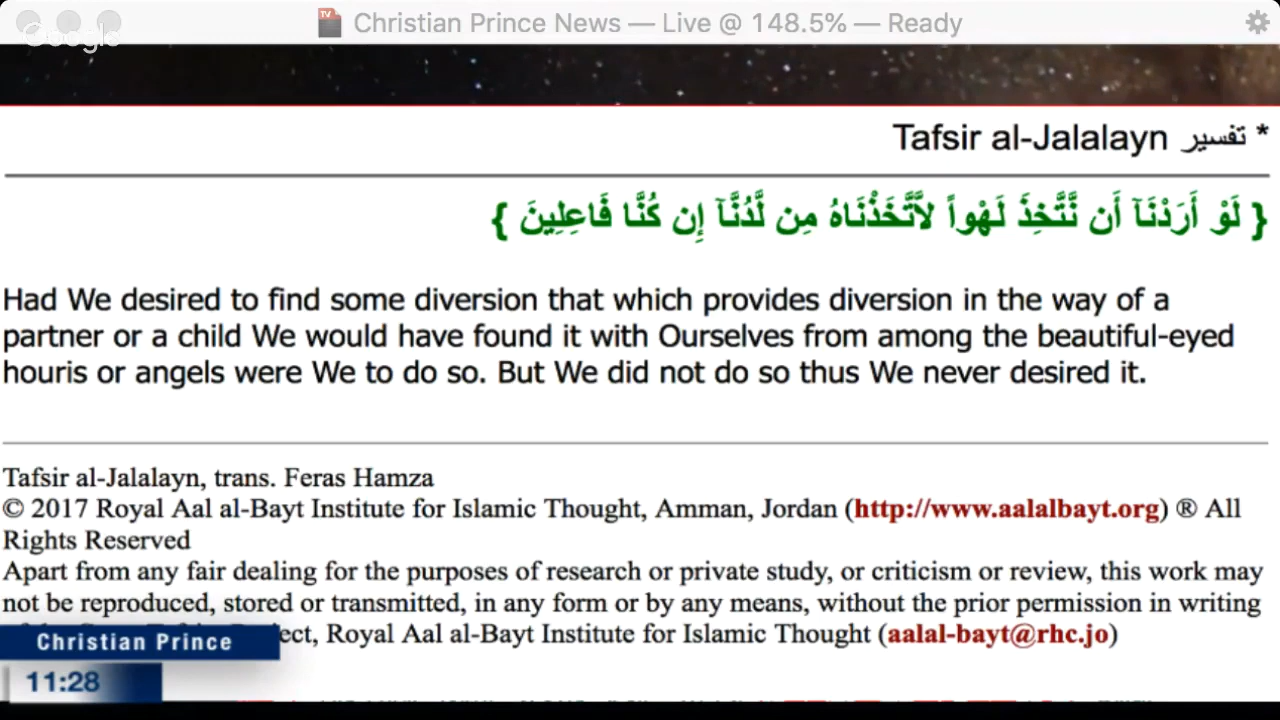 Christian Prince News — Live @ 148.5% — Ready
Google
* تفسير Tafsir al-Jalalayn
{ لَوْ أَرَدْنَآ أَن نَّتَّخِذَ لَهْواً لاَّتَّخَذْنَاهُ مِن لَّدُنَّآ إِن كُنَّا فَاعِلِينَ }
Had We desired to find some diversion that which provides diversion in the way of a
partner or a child We would have found it with Ourselves from among the beautiful-eyed
houris or angels were We to do so. But We did not do so thus We never desired it.
Tafsir al-Jalalayn, trans. Feras Hamza
© 2017 Royal Aal al-Bayt Institute for Islamic Thought, Amman, Jordan (http://www.aalalbayt.org) ® All
Rights Reserved
Apart from any fair dealing for the purposes of research or private study, or criticism or review, this work may
not be reproduced, stored or transmitted, in any form or by any means, without the prior permission in writing
ect, Royal Aal al-Bayt Institute for Islamic Thought (aalal-bayt@rhc.jo)
Christian Prince
11:28